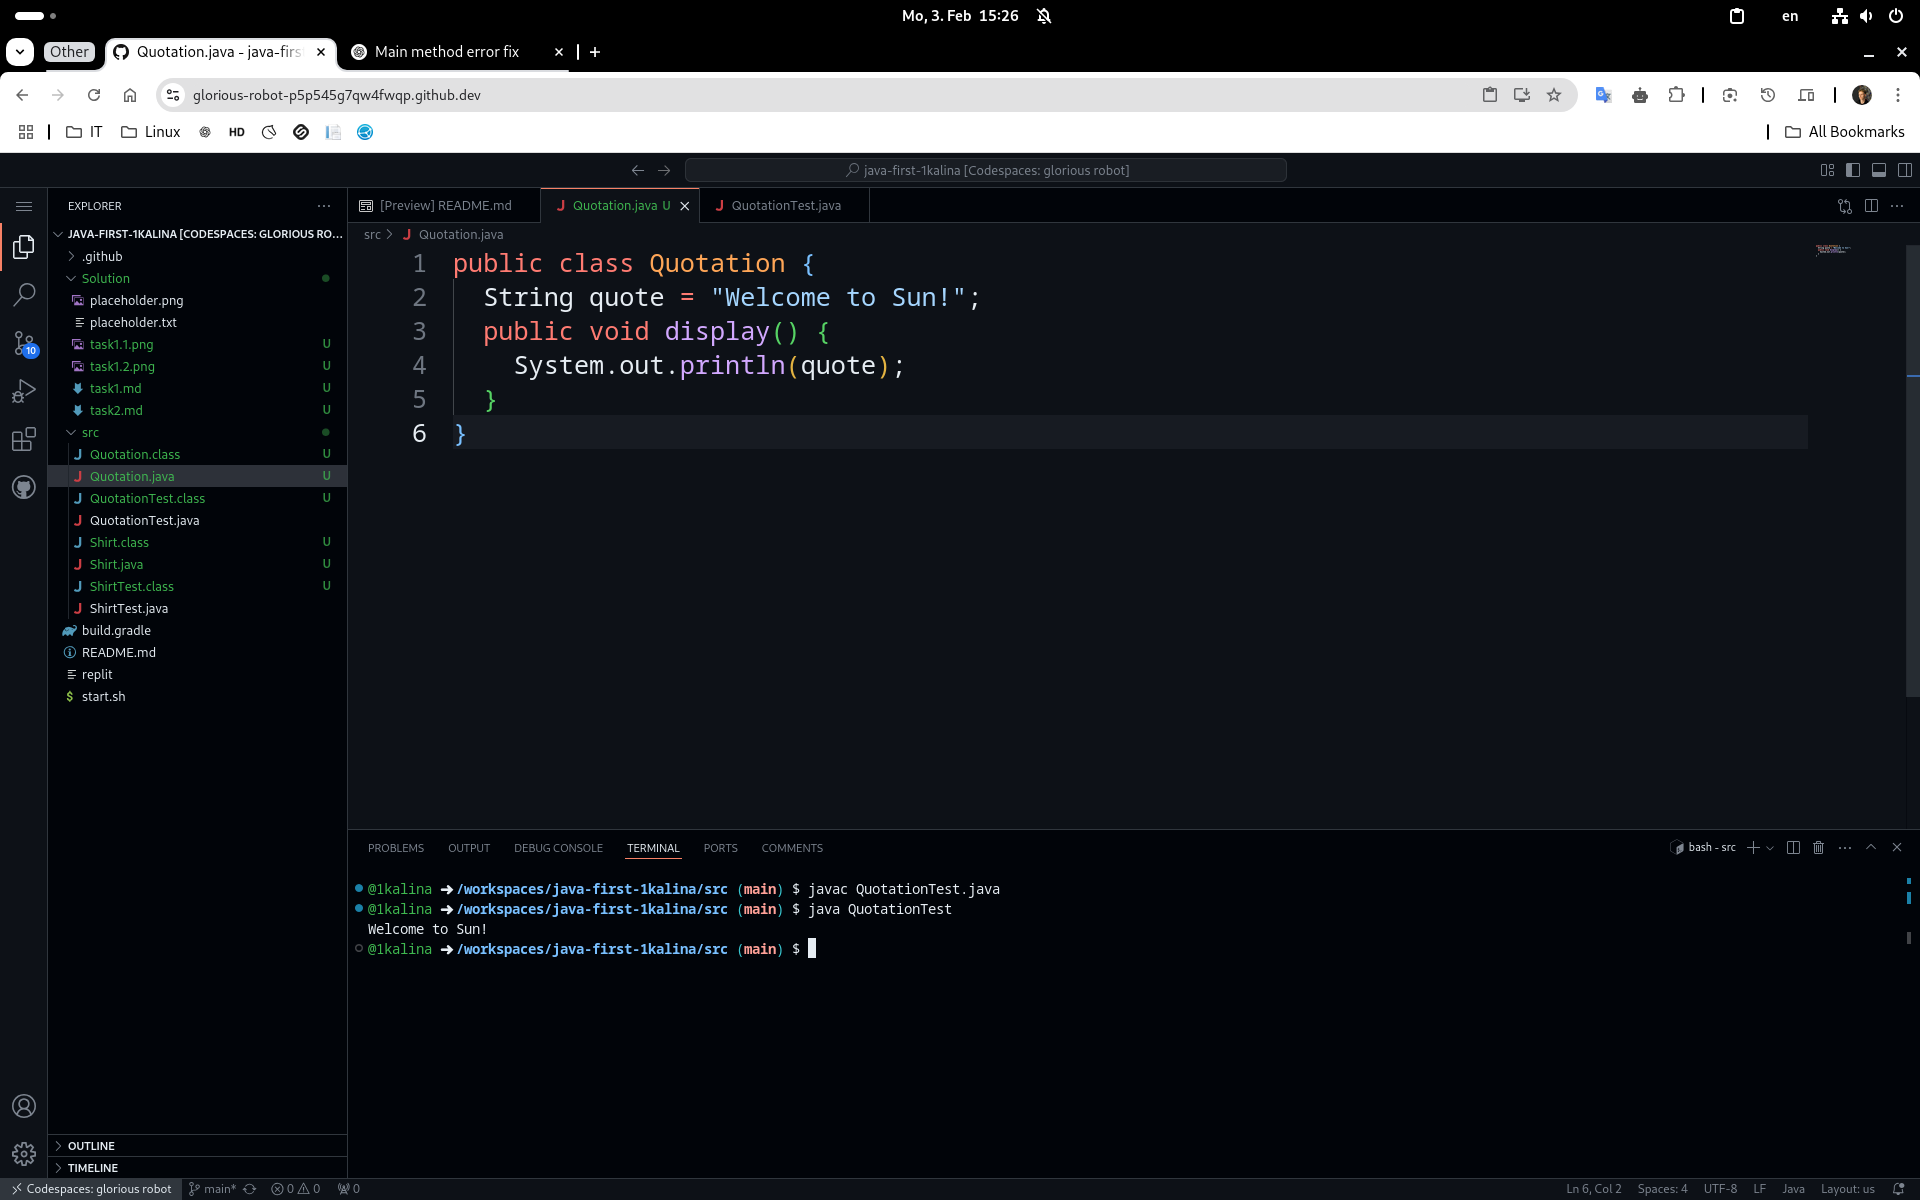 Mo, 3. Feb 15:26
en
Other
Quotation.java - java-firs
Main method error fix
glorious-robot-p5p545g7qw4fwqp.github.dev
IT
Linux
HD
All Bookmarks
java-first-1kalina [Codespaces: glorious robot]
EXPLORER
[Preview] README.md
Quotation.java U
QuotationTest.java
JAVA-FIRST-1KALINA [CODESPACES: GLORIOUS RO...
src > Quotation.java
.github
Solution
placeholder.png
placeholder.txt
task1.1.png U
task1.2.png U
task1.md U
task2.md U
src
Quotation.class U
Quotation.java U
QuotationTest.class U
QuotationTest.java
Shirt.class U
Shirt.java U
ShirtTest.class U
ShirtTest.java
build.gradle
README.md
replit
start.sh
10
OUTLINE
TIMELINE
1 public class Quotation {
2 String quote = "Welcome to Sun!";
3 public void display() {
4 System.out.println(quote);
5 }
6 }
PROBLEMS
OUTPUT
DEBUG CONSOLE
TERMINAL
PORTS
COMMENTS
bash - src
@1kalina ➜ /workspaces/java-first-1kalina/src (main) $ javac QuotationTest.java
@1kalina ➜ /workspaces/java-first-1kalina/src (main) $ java QuotationTest
Welcome to Sun!
@1kalina ➜ /workspaces/java-first-1kalina/src (main) $
Codespaces: glorious robot
main*
0
0
0
Ln 6, Col 2
Spaces: 4
UTF-8
LF
Java
Layout: us